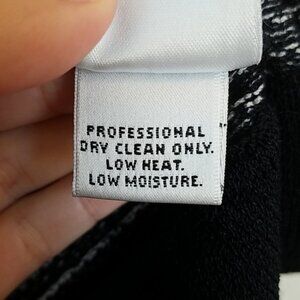 PROFESSIONAL
DRY CLEAN ONLY.
LOW HEAT.
LOW MOISTURE.